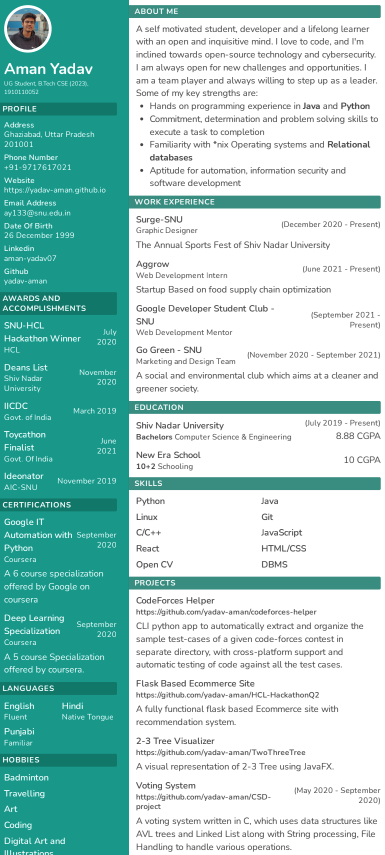 Aman Yadav
UG Student, B.Tech CSE (2023),
1910110052
PROFILE
Address
Ghaziabad, Uttar Pradesh
201001
Phone Number
+91-9717617021
Website
https://yadav-aman.github.io
Email Address
ay133@snu.edu.in
Date Of Birth
26 December 1999
Linkedin
aman-yadav07
Github
yadav-aman
AWARDS AND
ACCOMPLISHMENTS
SNU-HCL
Hackathon Winner
July
2020
HCL
Deans List
November
2020
Shiv Nadar
University
IICDC
March 2019
Govt. of India
Toycathon
Finalist
June
2021
Govt. Of India
Ideonator
November 2019
AIC-SNU
CERTIFICATIONS
Google IT
Automation with
Python
September
2020
Coursera
A 6 course specialization
offered by Google on
coursera
Deep Learning
Specialization
September
2020
Coursera
A 5 course Specialization
offered by coursera.
LANGUAGES
English
Fluent
Hindi
Native Tongue
Punjabi
Familiar
HOBBIES
Badminton
Travelling
Art
Coding
Digital Art and
Illustrations
ABOUT ME
A self motivated student, developer and a lifelong learner
with an open and inquisitive mind. I love to code, and I'm
inclined towards open-source technology and cybersecurity.
I am always open for new challenges and opportunities. I
am a team player and always willing to step up as a leader.
Some of my key strengths are:
• Hands on programming experience in Java and Python
• Commitment, determination and problem solving skills to
execute a task to completion
• Familiarity with *nix Operating systems and Relational
databases
• Aptitude for automation, information security and
software development
WORK EXPERIENCE
Surge-SNU
(December 2020 - Present)
Graphic Designer
The Annual Sports Fest of Shiv Nadar University
Aggrow
(June 2021 - Present)
Web Development Intern
Startup Based on food supply chain optimization
Google Developer Student Club -
SNU
(September 2021 -
Present)
Web Development Mentor
Go Green - SNU
(November 2020 - September 2021)
Marketing and Design Team
A social and environmental club which aims at a cleaner and
greener society.
EDUCATION
Shiv Nadar University
(July 2019 - Present)
Bachelors Computer Science & Engineering
8.88 CGPA
New Era School
10 CGPA
10+2 Schooling
SKILLS
Python Java
Linux Git
C/C++ JavaScript
React HTML/CSS
Open CV DBMS
PROJECTS
CodeForces Helper
https://github.com/yadav-aman/codeforces-helper
CLI python app to automatically extract and organize the
sample test-cases of a given code-forces contest in
separate directory, with cross-platform support and
automatic testing of code against all the test cases.
Flask Based Ecommerce Site
https://github.com/yadav-aman/HCL-HackathonQ2
A fully functional flask based Ecommerce site with
recommendation system.
2-3 Tree Visualizer
https://github.com/yadav-aman/TwoThreeTree
A visual representation of 2-3 Tree using JavaFX.
Voting System
(May 2020 - September
2020)
https://github.com/yadav-aman/CSD-
project
A voting system written in C, which uses data structures like
AVL trees and Linked List along with String processing, File
Handling to handle various operations.